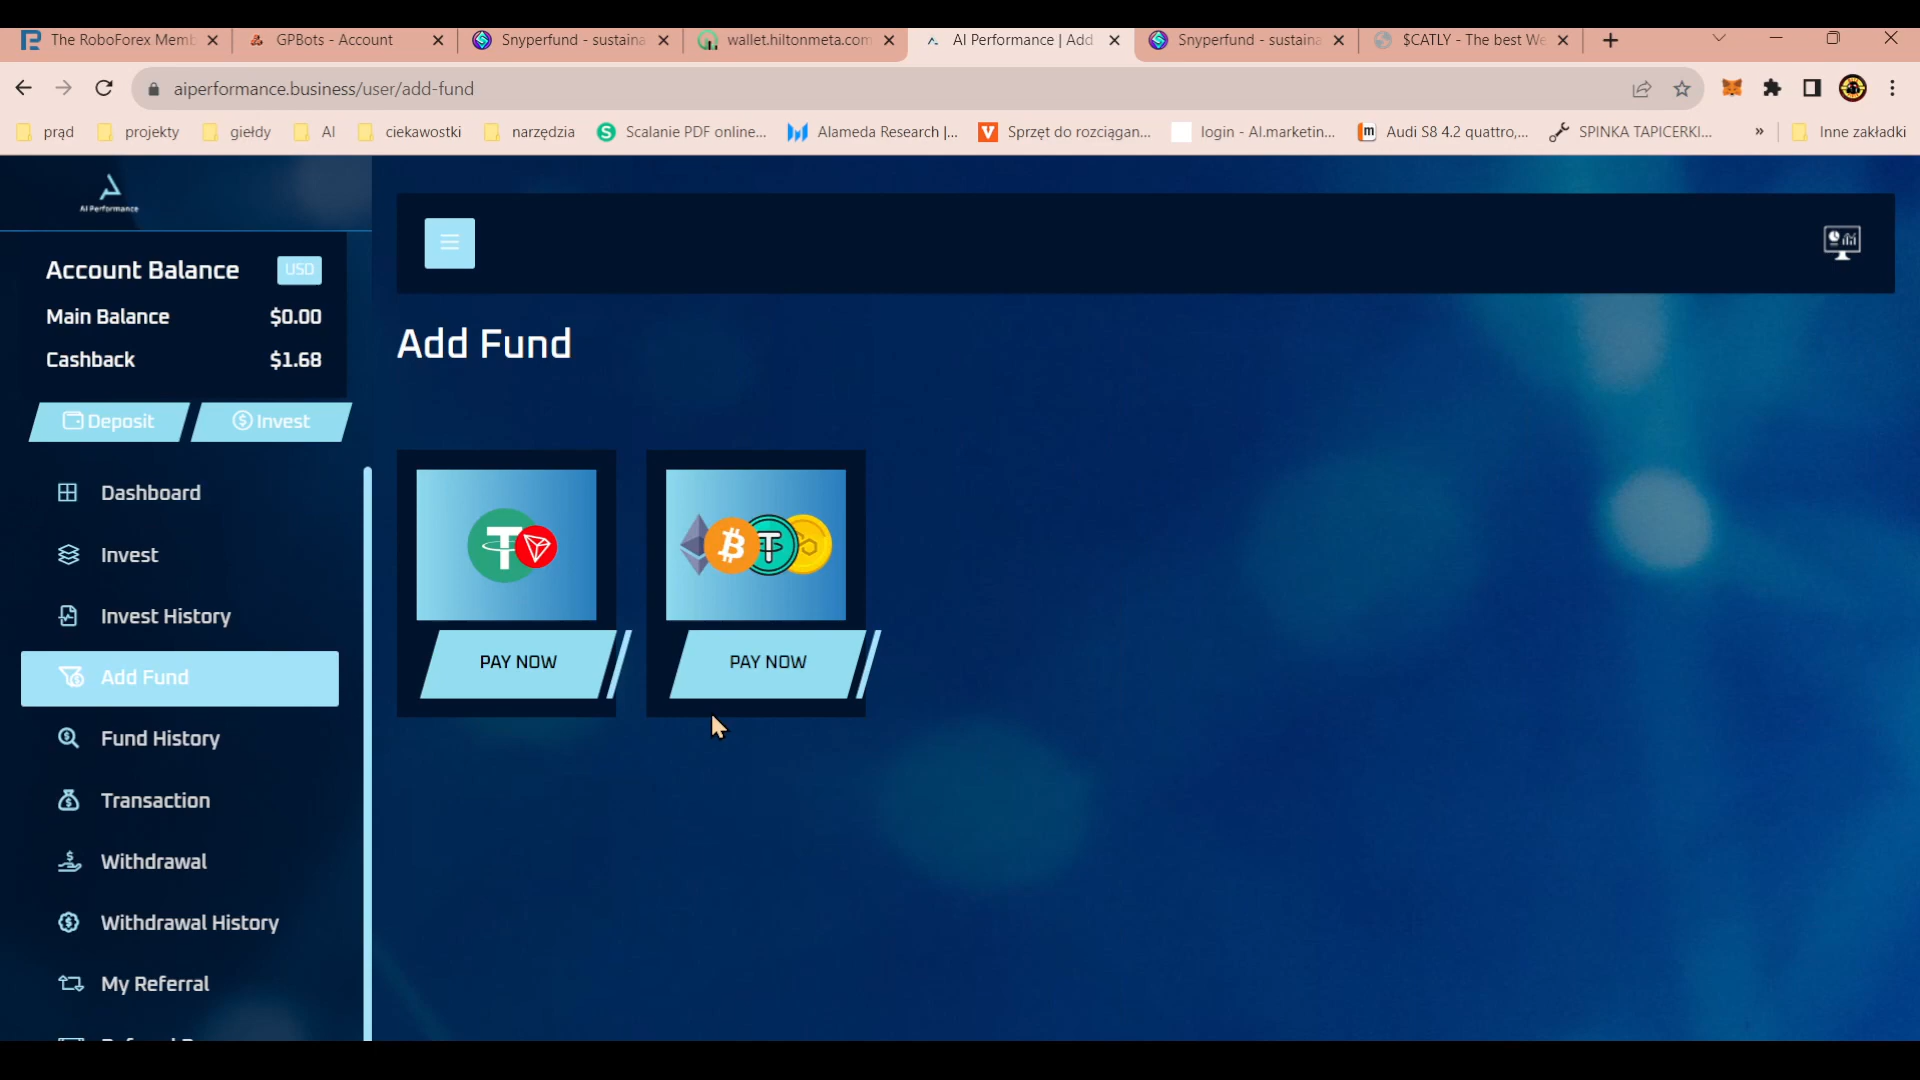 The RoboForex Memb
GPBots - Account
Snyperfund - sustaina
wallet.hiltonmeta.com
AI Performance | Add
Snyperfund - sustaina
$CATLY - The best We
aiperformance.business/user/add-fund
prąd
projekty
giełdy
AI
ciekawostki
narzędzia
Scalanie PDF online...
Alameda Research |...
Sprzęt do rozciągan...
login - AI.marketin...
Audi S8 4.2 quattro,...
SPINKA TAPICERKI...
»
Inne zakładki
AI Performance
Account Balance
USD
Main Balance
$0.00
Cashback
$1.68
Deposit
Invest
Dashboard
Invest
Invest History
Add Fund
Fund History
Transaction
Withdrawal
Withdrawal History
My Referral
Add Fund
PAY NOW
PAY NOW